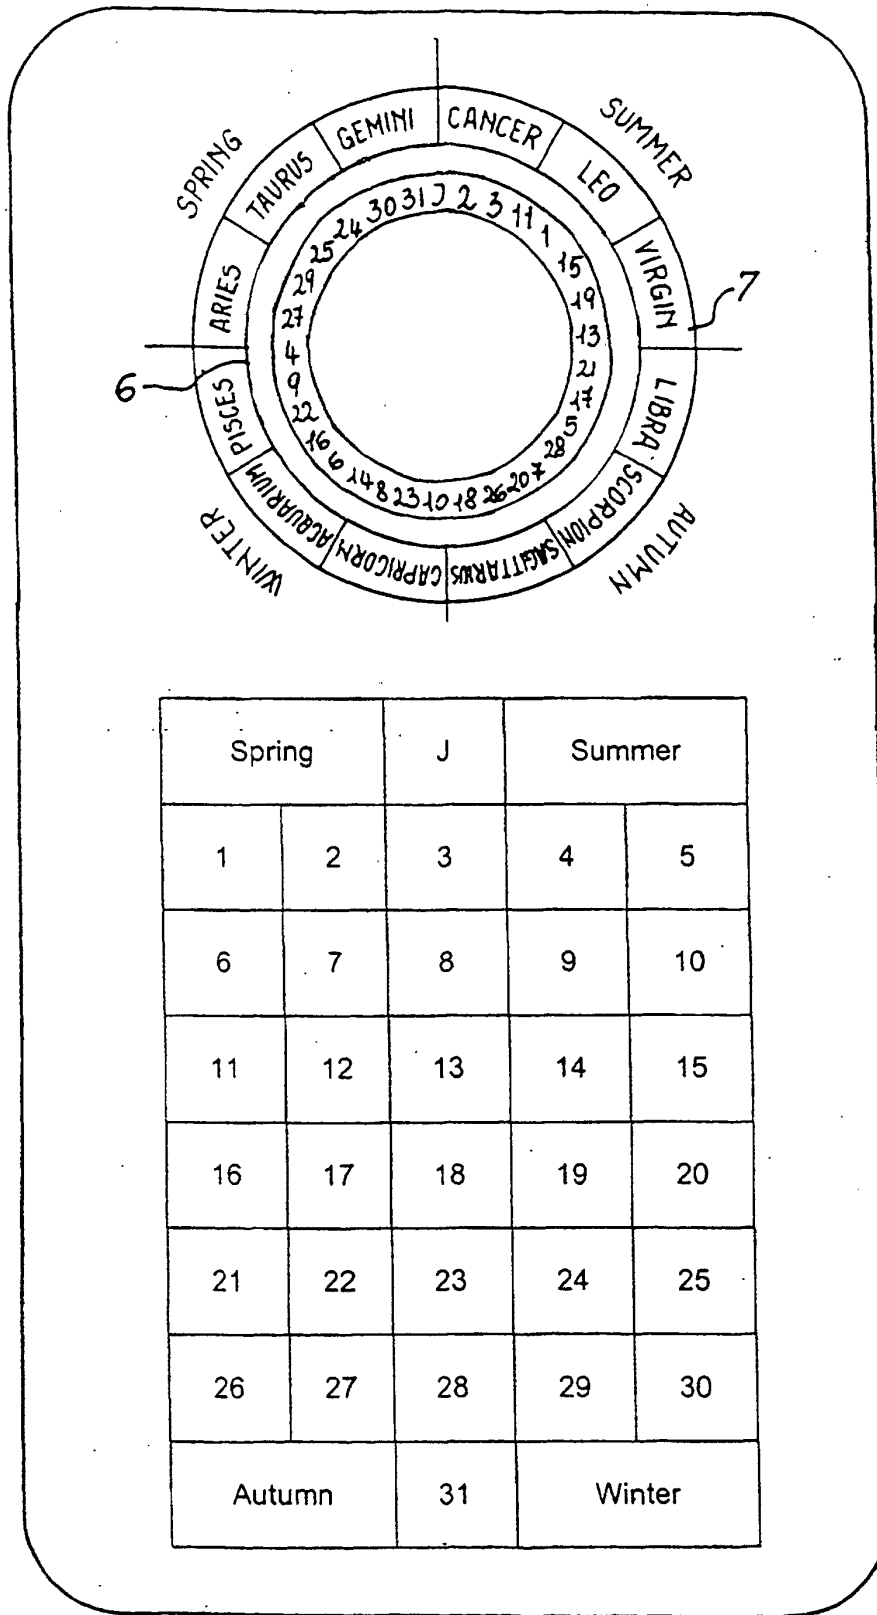 SPRING
SUMMER
AUTUMN
WINTER
ARIES
TAURUS
GEMINI
CANCER
LEO
VIRGIN
LIBRA
SCORPION
SAGITTARIUS
CAPRICORN
ACQUARIUM
PISCES
J 2 3 11 1 15 19 13 21 17 5 28 7 20 26 18 10 23 8 14 6 16 22 9 4 27 29 25 24 30 31
7
6
Spring J Summer
1 2 3 4 5
6 7 8 9 10
11 12 13 14 15
16 17 18 19 20
21 22 23 24 25
26 27 28 29 30
Autumn 31 Winter